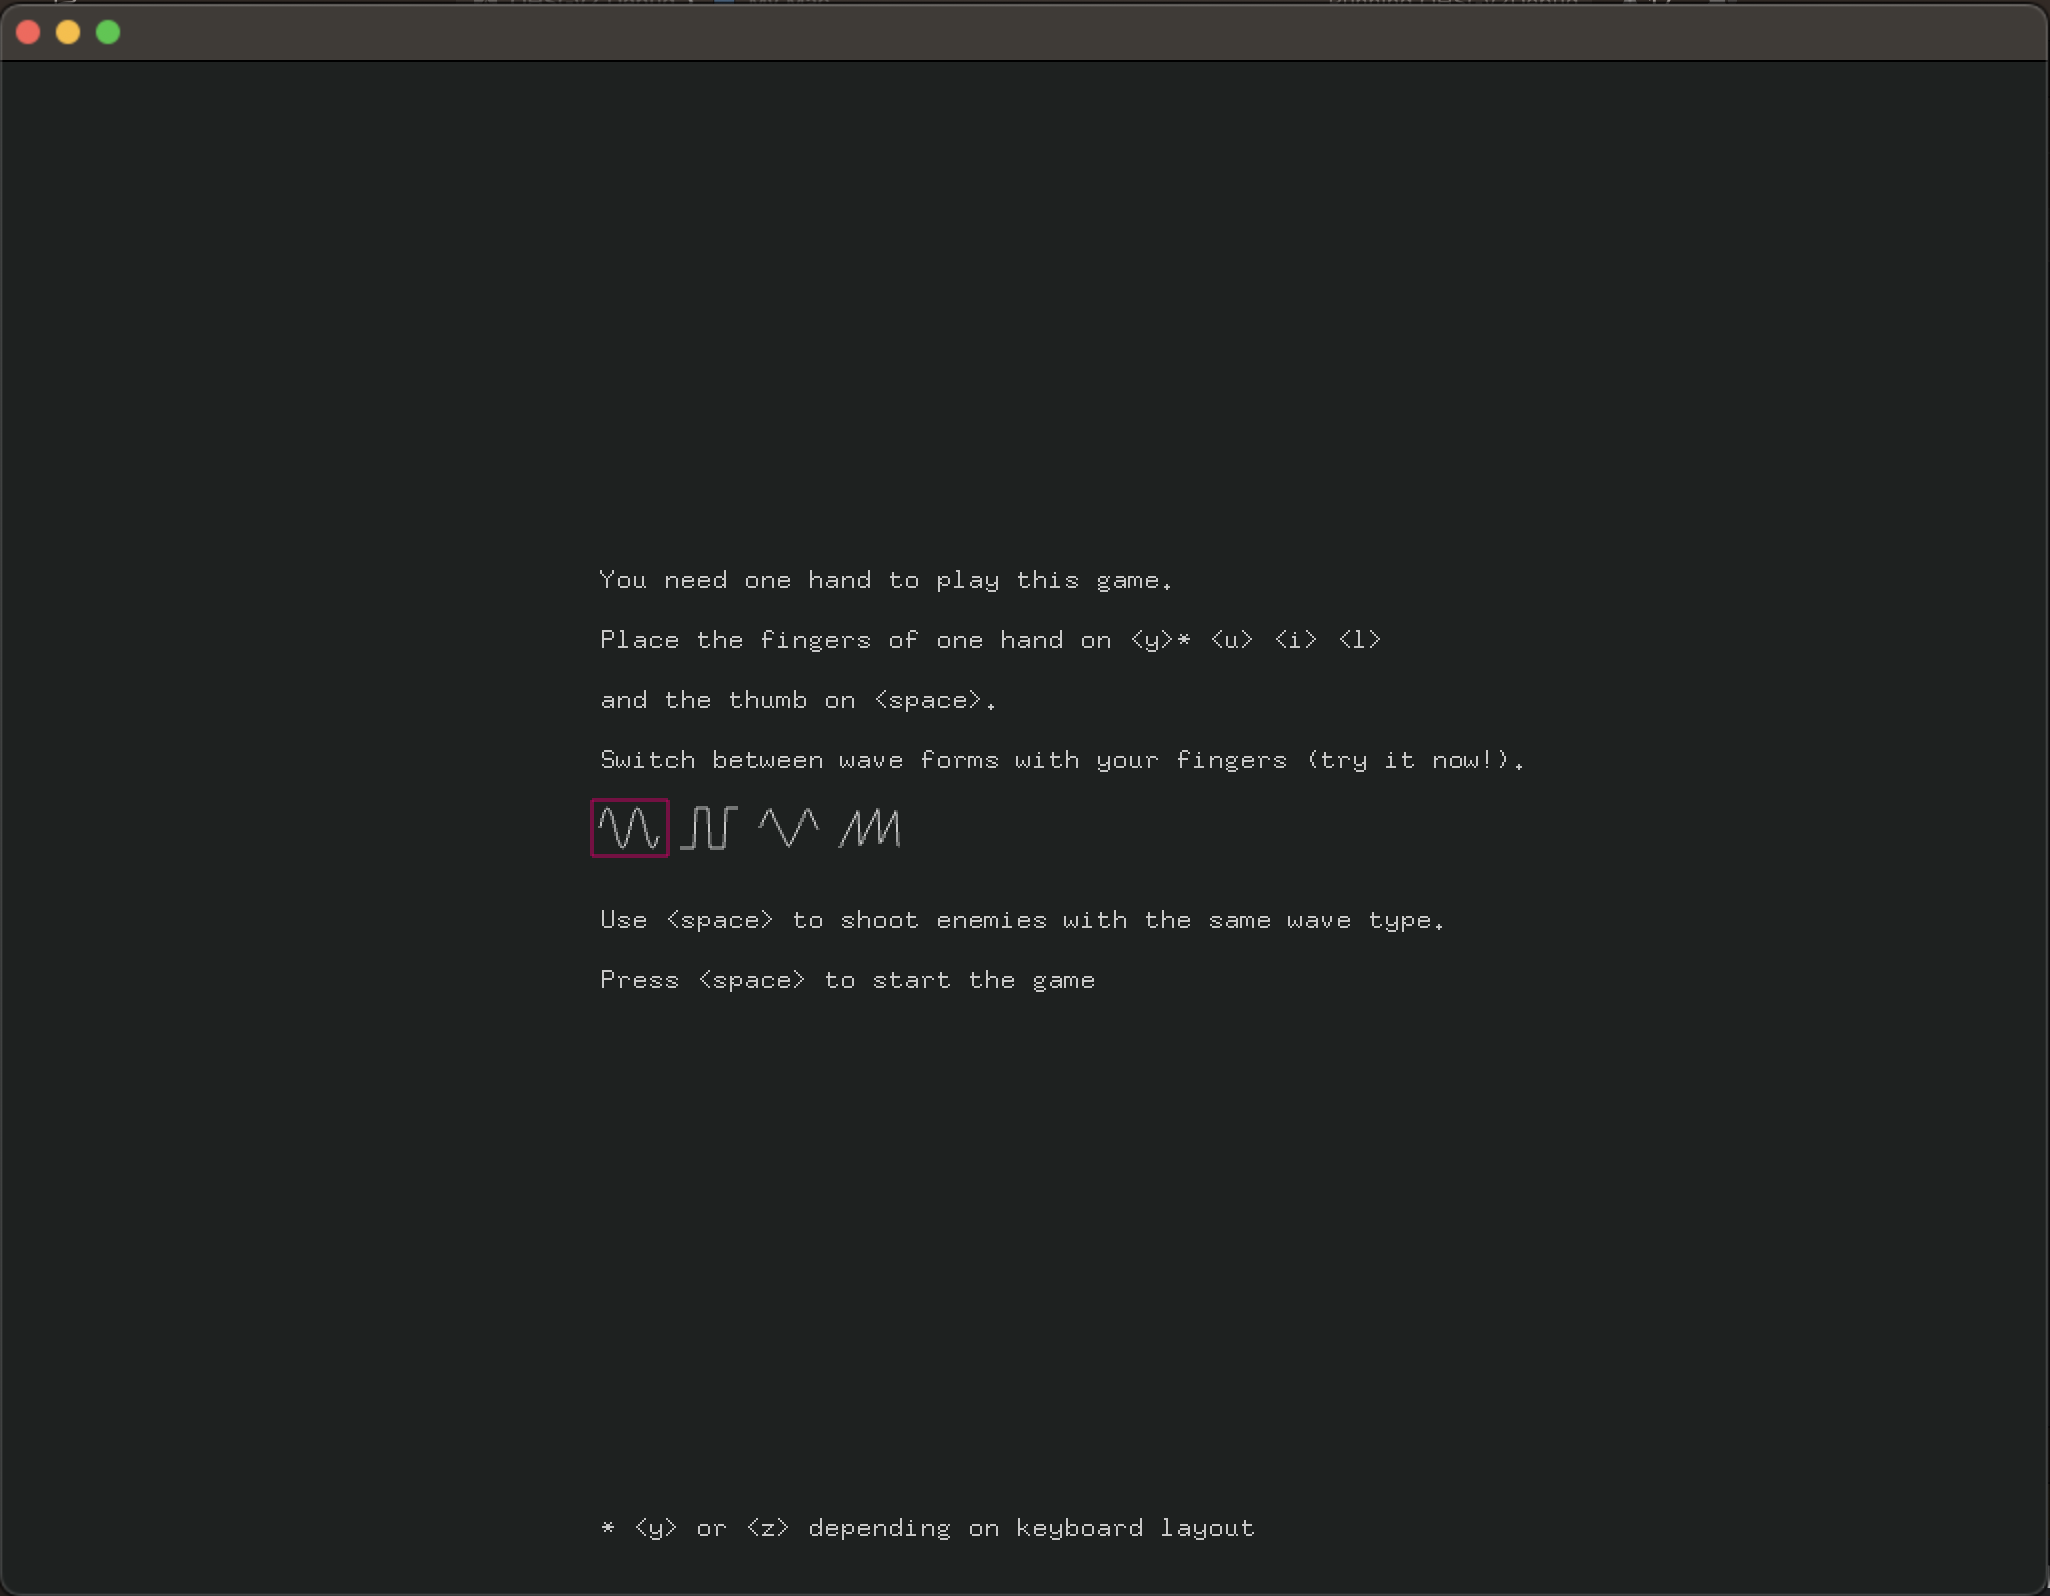 You need one hand to play this game.
Place the fingers of one hand on <y>* <u> <i> <l>
and the thumb on <space>.
Switch between wave forms with your fingers (try it now!).
Use <space> to shoot enemies with the same wave type.
Press <space> to start the game
* <y> or <z> depending on keyboard layout